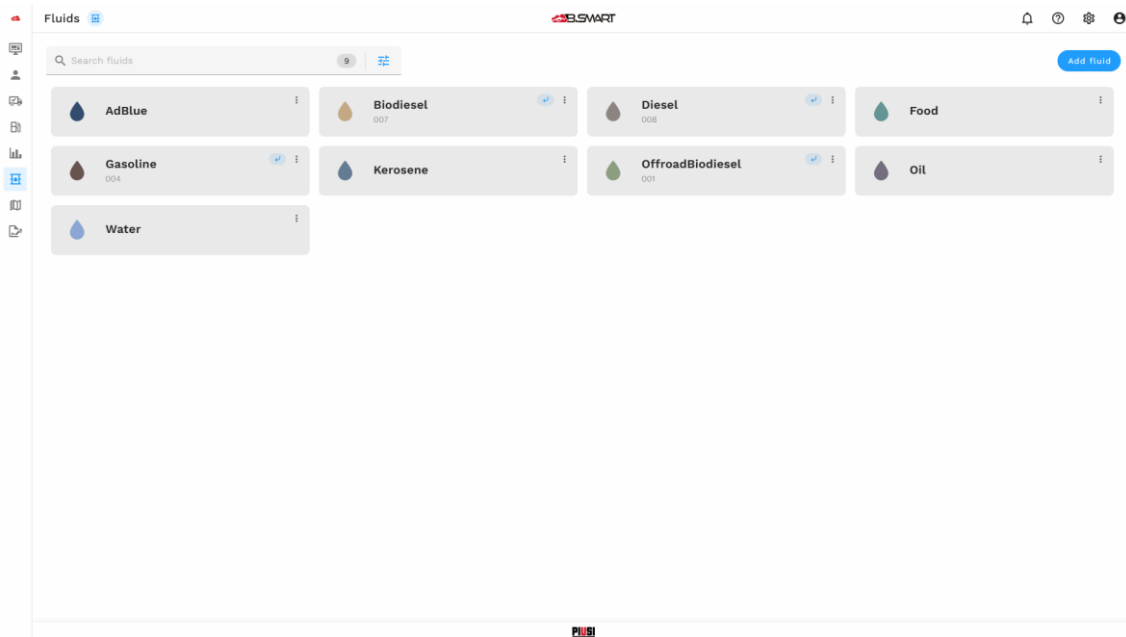 Fluids
B.SMART
Search fluids
9
Add fluid
AdBlue
Biodiesel
007
Diesel
008
Food
Gasoline
004
Kerosene
OffroadBiodiesel
001
Oil
Water
PIUSI